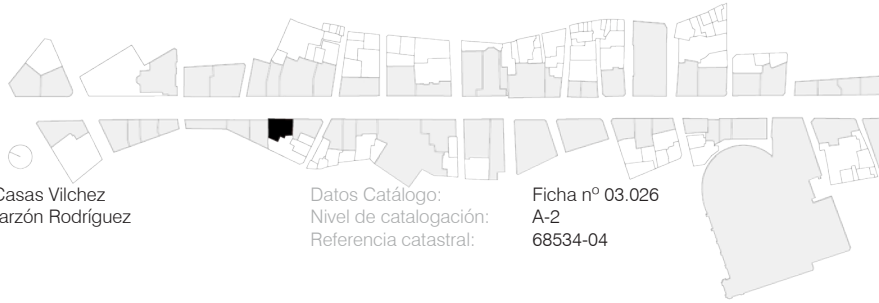 Casas Vilchez
arzón Rodríguez
Datos Catálogo:
Nivel de catalogación:
Referencia catastral:
Ficha nº 03.026
A-2
68534-04